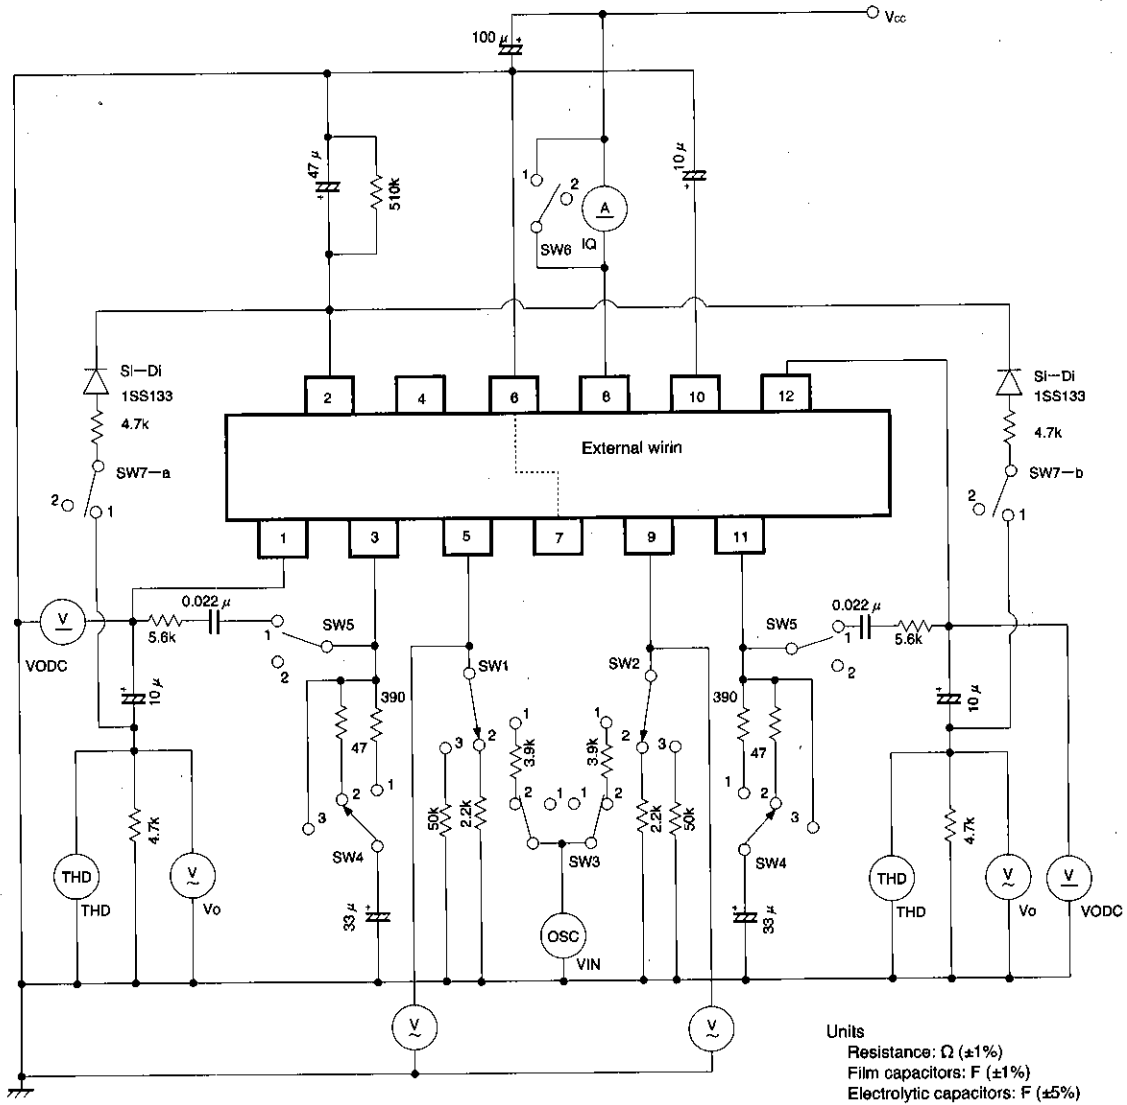 100 μ +
Vcc
47 μ
+
510k
1
2
SW6
A
IQ
10 μ
+
Si-Di
1SS133
4.7k
SW7-a
2
1
2
4
6
8
10
12
External wirin
1
3
5
7
9
11
Si-Di
1SS133
4.7k
SW7-b
2
1
V
VODC
5.6k
0.022 μ
1
2
SW5
SW1
SW2
SW5
0.022 μ
1
2
5.6k
+
10 μ
390
47
1
2
3
SW4
+
33 μ
3
2
50k
2.2k
1
3.9k
2
1
1
1
3.9k
2
SW3
2
3
2.2k
50k
390
47
1
2
3
SW4
+
33 μ
+
10 μ
4.7k
THD
THD
V
Vo
OSC
VIN
THD
THD
4.7k
V
Vo
V
VODC
V
V
Units
Resistance: Ω (±1%)
Film capacitors: F (±1%)
Electrolytic capacitors: F (±5%)